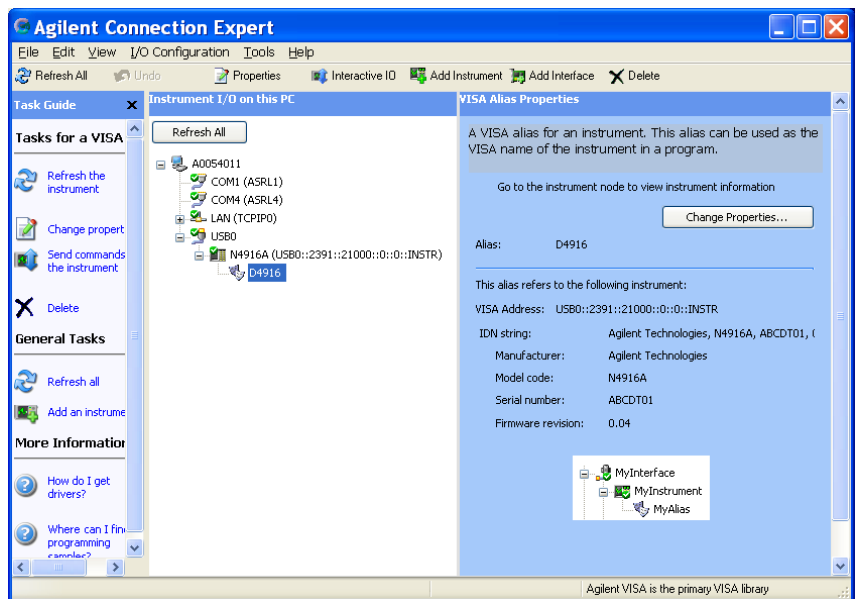 Agilent Connection Expert
File Edit View I/O Configuration Tools Help
Refresh All Undo Properties Interactive IO Add Instrument Add Interface Delete
Task Guide
Tasks for a VISA
Refresh the
instrument
Change propert
Send commands
the instrument
Delete
General Tasks
Refresh all
Add an instrume
More Information
How do I get
drivers?
Where can I fin
programming
samples?
Instrument I/O on this PC
Refresh All
A0054011
COM1 (ASRL1)
COM4 (ASRL4)
LAN (TCPIP0)
USB0
N4916A (USB0::2391::21000::0::0::INSTR)
D4916
VISA Alias Properties
A VISA alias for an instrument. This alias can be used as the
VISA name of the instrument in a program.
Go to the instrument node to view instrument information
Change Properties...
Alias: D4916
This alias refers to the following instrument:
VISA Address: USB0::2391::21000::0::0::INSTR
IDN string: Agilent Technologies, N4916A, ABCDT01, (
Manufacturer: Agilent Technologies
Model code: N4916A
Serial number: ABCDT01
Firmware revision: 0.04
MyInterface
MyInstrument
MyAlias
Agilent VISA is the primary VISA library